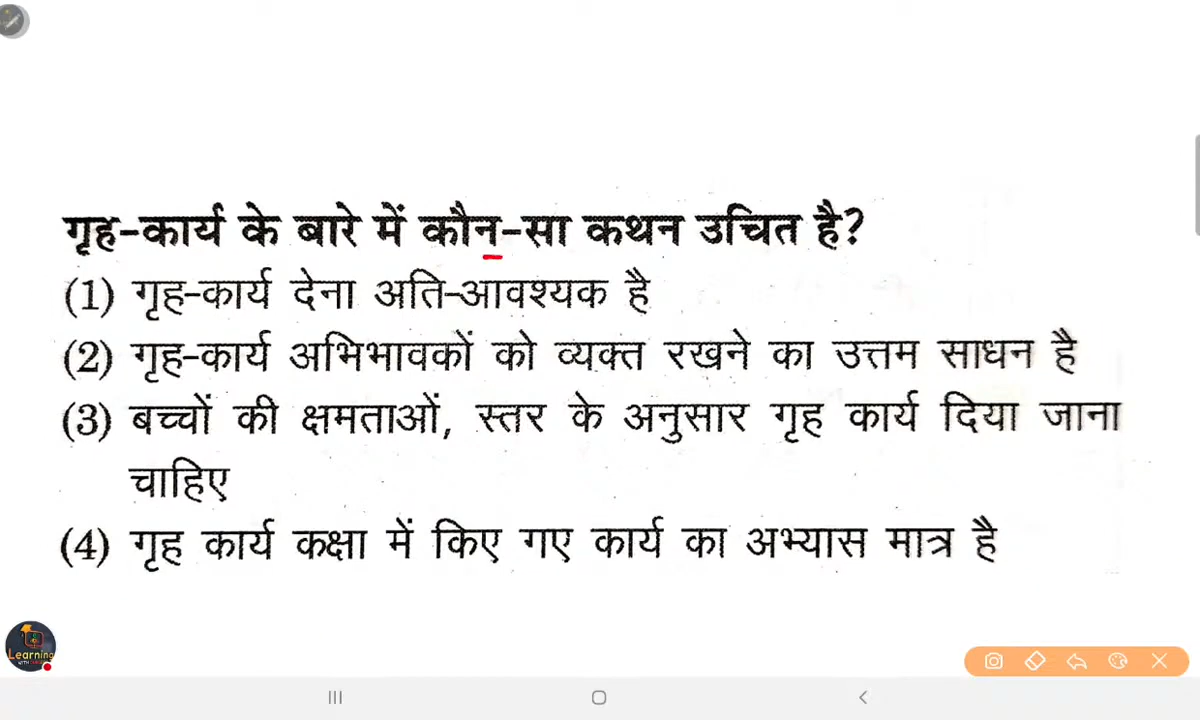 गृह-कार्य के बारे में कौन-सा कथन उचित है?
(1) गृह-कार्य देना अति-आवश्यक है
(2) गृह-कार्य अभिभावकों को व्यक्त रखने का उत्तम साधन है
(3) बच्चों की क्षमताओं, स्तर के अनुसार गृह कार्य दिया जाना
चाहिए
(4) गृह कार्य कक्षा में किए गए कार्य का अभ्यास मात्र है
Learning